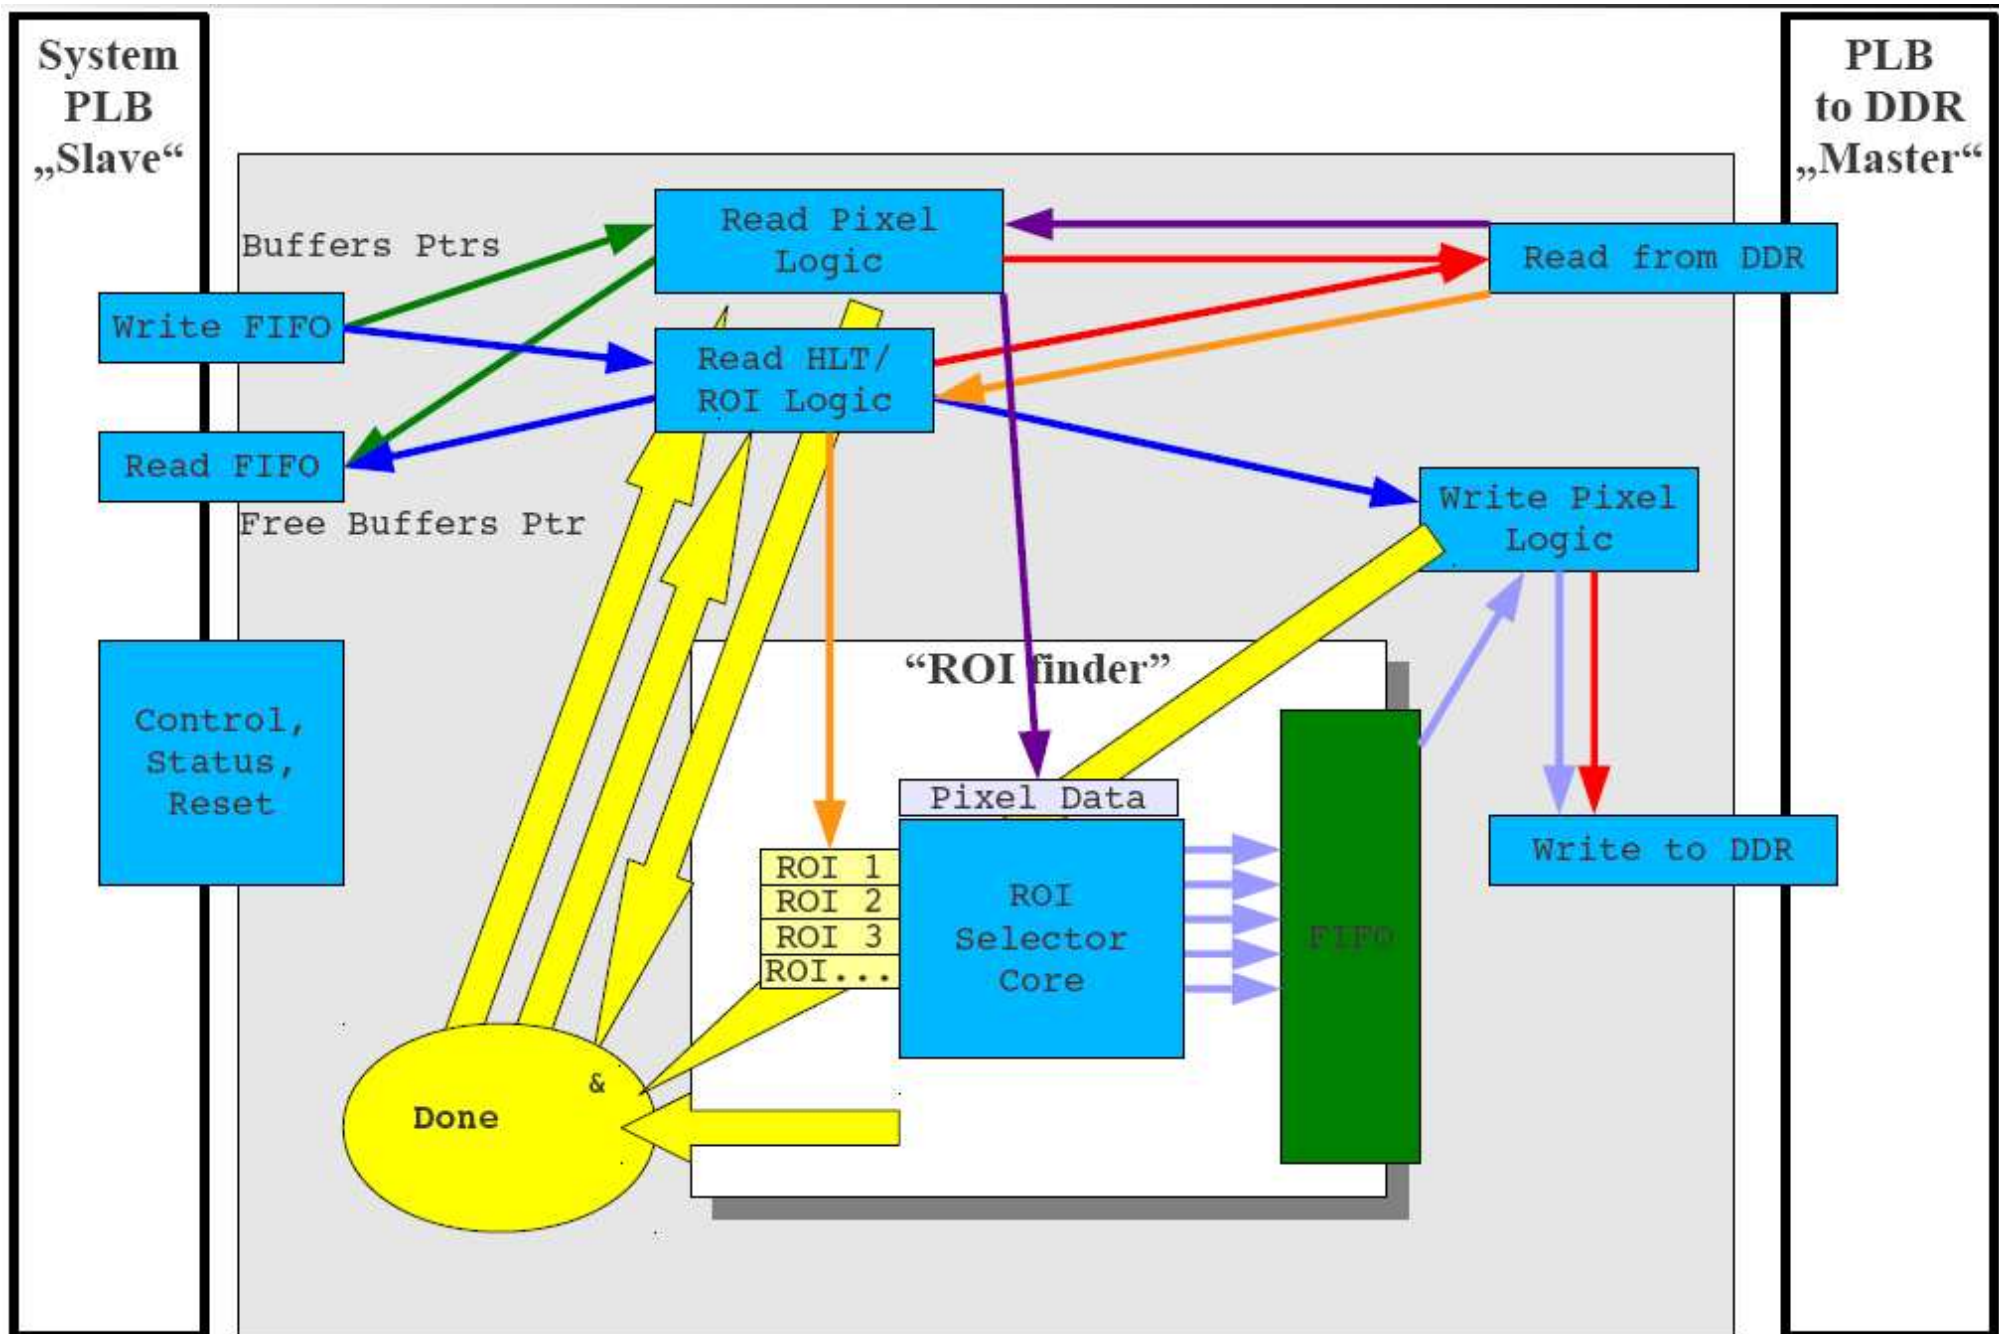 System
PLB
„Slave“
PLB
to DDR
„Master“
Read Pixel
Logic
Buffers Ptrs
Read from DDR
Write FIFO
Read HLT/
ROI Logic
Read FIFO
Free Buffers Ptr
Write Pixel
Logic
“ROI finder”
Control,
Status,
Reset
Pixel Data
Write to DDR
ROI 1
ROI 2
ROI 3
ROI...
ROI
Selector
Core
FIFO
&
Done